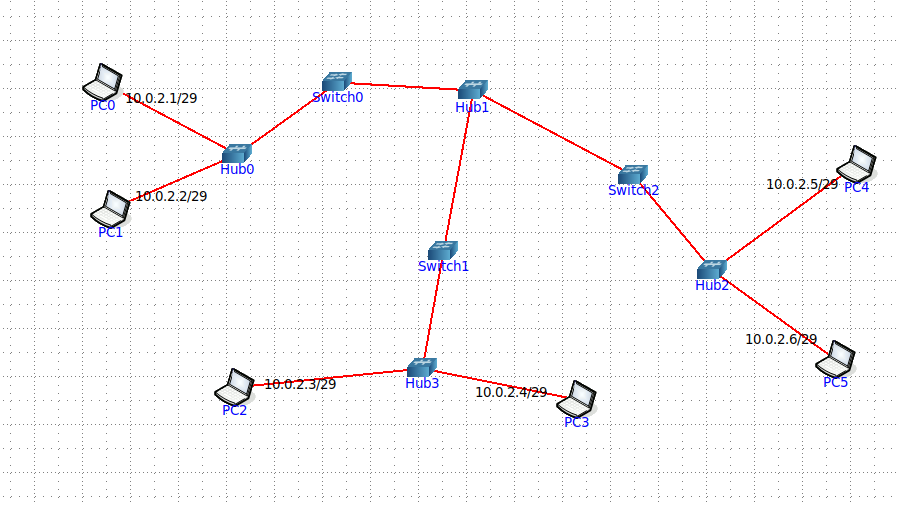 10.0.2.1/29
PC0
Switch0
Hub1
Hub0
10.0.2.2/29
PC1
Switch2
10.0.2.5/29
PC4
Switch1
Hub2
10.0.2.6/29
PC5
Hub3
10.0.2.3/29
PC2
10.0.2.4/29
PC3